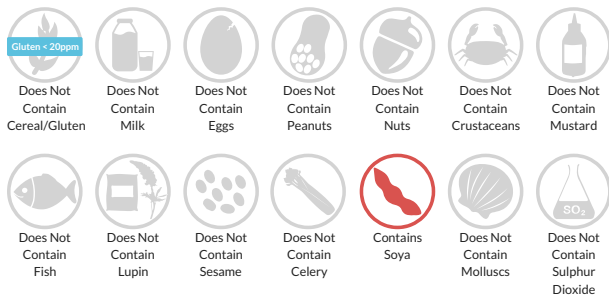 Gluten < 20ppm
Does Not
Contain
Cereal/Gluten
Does Not
Contain
Milk
Does Not
Contain
Eggs
Does Not
Contain
Peanuts
Does Not
Contain
Nuts
Does Not
Contain
Crustaceans
Does Not
Contain
Mustard
Does Not
Contain
Fish
Does Not
Contain
Lupin
Does Not
Contain
Sesame
Does Not
Contain
Celery
Contains
Soya
Does Not
Contain
Molluscs
SO₂
Does Not
Contain
Sulphur
Dioxide